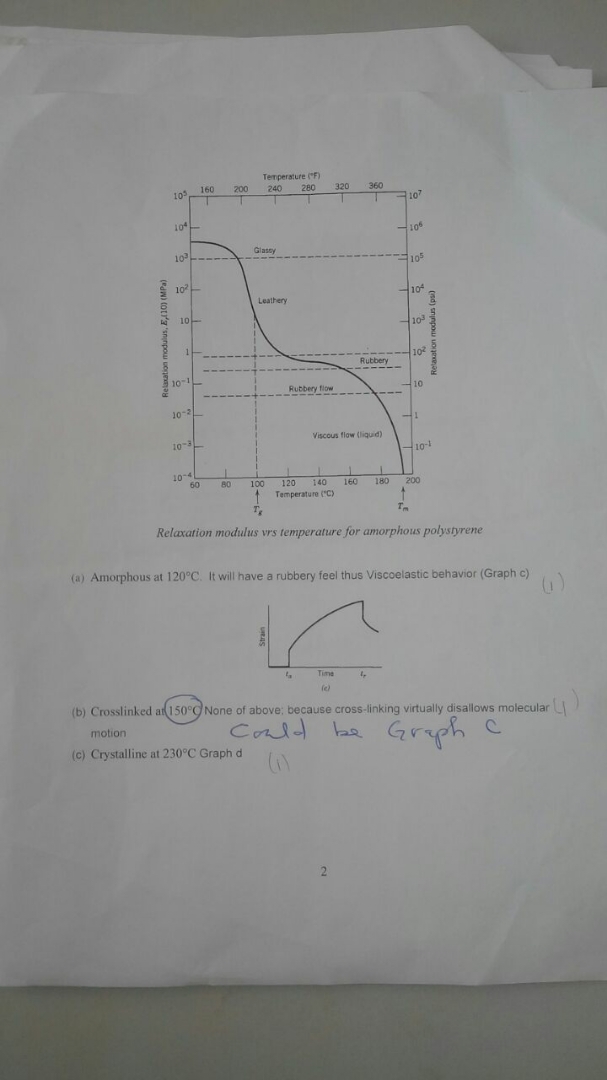 Temperature (°F)
160 200 240 280 320 360
10⁵ 10⁷
10⁴ 10⁶
Glassy
10³ 10⁵
10² 10⁴
Leathery
10 10³
1 10²
Rubbery
10⁻¹ 10
Rubbery flow
10⁻² 1
Viscous flow (liquid)
10⁻³ 10⁻¹
10⁻⁴
60 80 100 120 140 160 180 200
Temperature (°C)
Tg Tm
Relaxation modulus, Er(10) (MPa)
Relaxation modulus (psi)
Relaxation modulus vrs temperature for amorphous polystyrene
(a) Amorphous at 120°C. It will have a rubbery feel thus Viscoelastic behavior (Graph c) (1)
Strain
ta Time tr
(c)
(b) Crosslinked at 150°C None of above; because cross-linking virtually disallows molecular (1)
motion Could be Graph C
(c) Crystalline at 230°C Graph d (1)
2